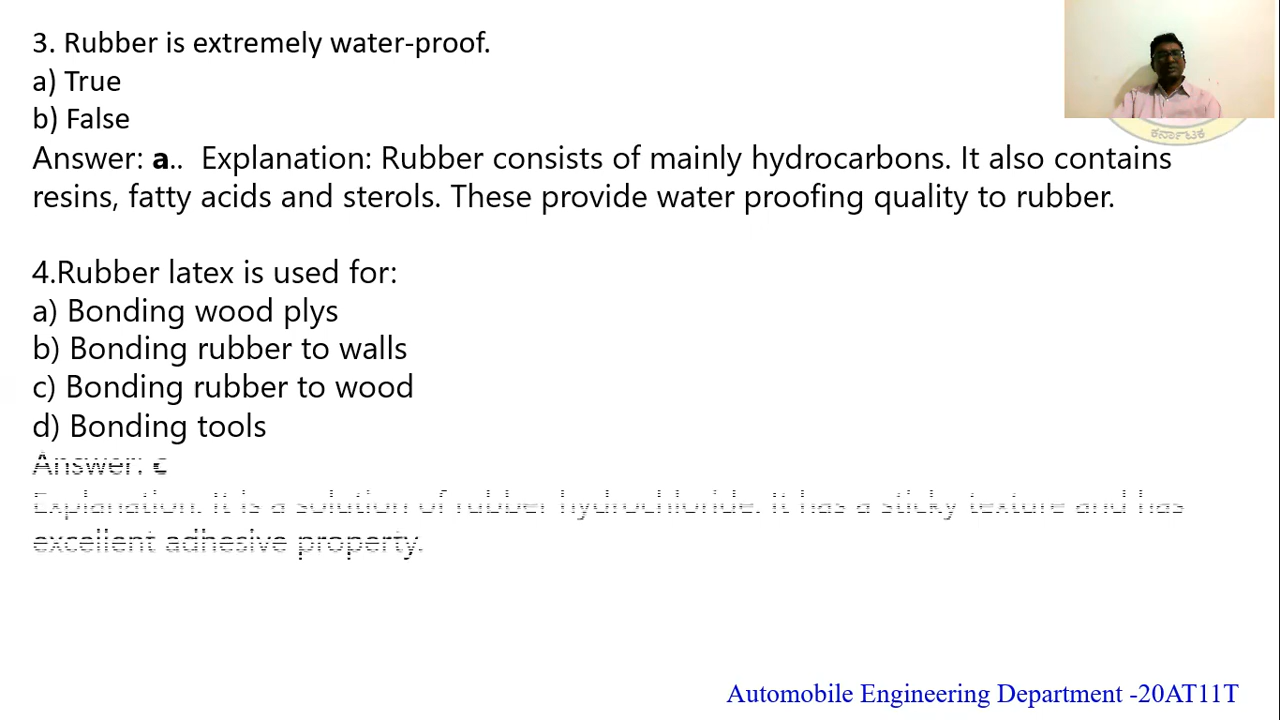 3. Rubber is extremely water-proof.
a) True
b) False
Answer: a.. Explanation: Rubber consists of mainly hydrocarbons. It also contains
resins, fatty acids and sterols. These provide water proofing quality to rubber.
4.Rubber latex is used for:
a) Bonding wood plys
b) Bonding rubber to walls
c) Bonding rubber to wood
d) Bonding tools
Answer: c
Explanation: It is a solution of rubber hydrochloride. It has a sticky texture and has
excellent adhesive property.
ಕರ್ನಾಟಕ
Automobile Engineering Department -20AT11T